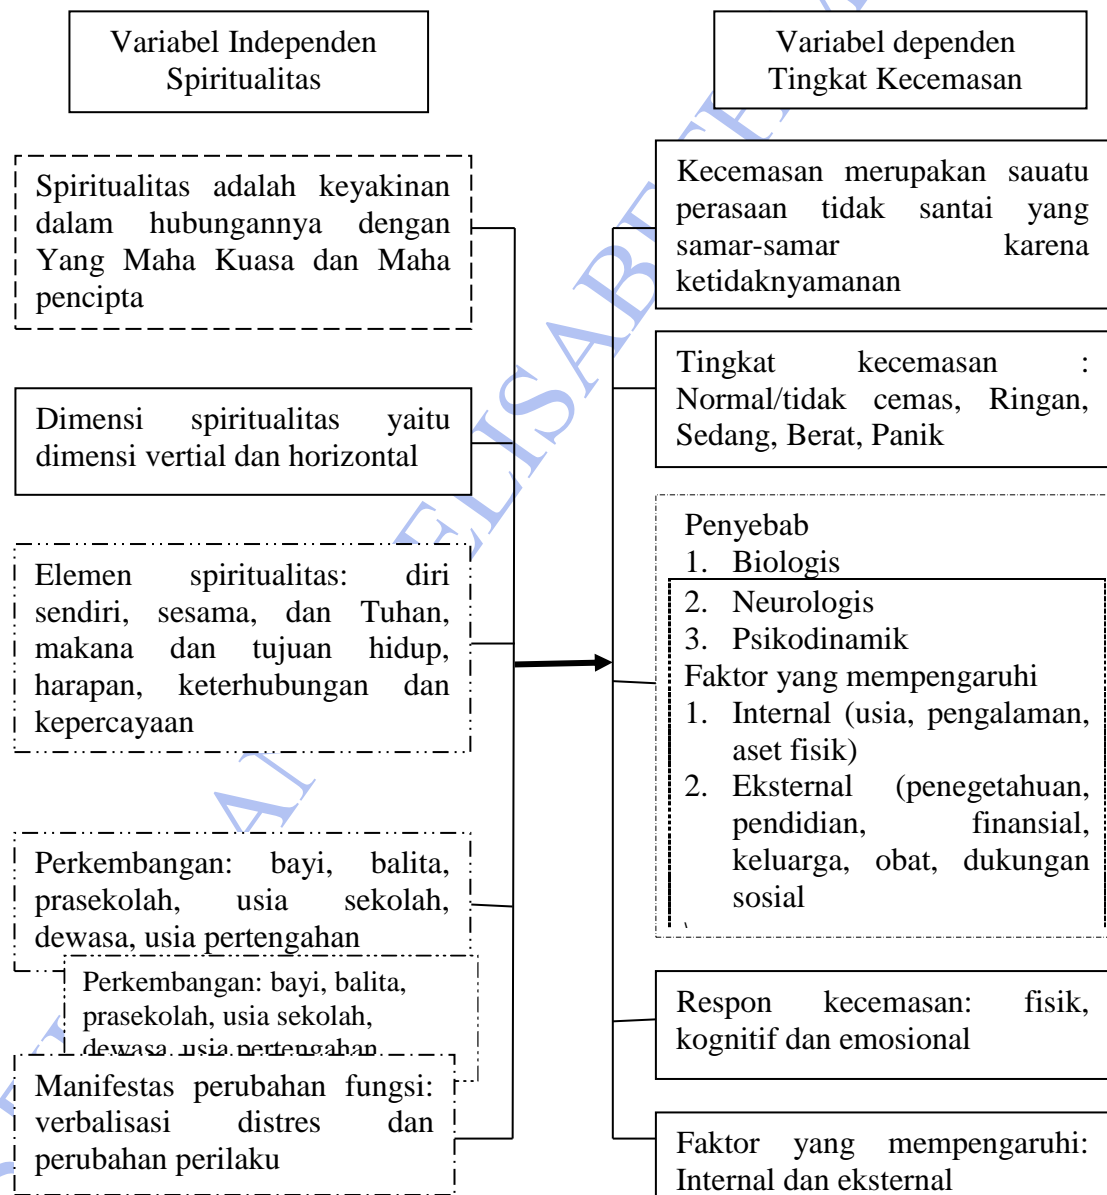 Variabel Independen
Spiritualitas
Spiritualitas adalah keyakinan
dalam hubungannya dengan
Yang Maha Kuasa dan Maha
pencipta
Dimensi spiritualitas yaitu
dimensi vertial dan horizontal
Elemen spiritualitas: diri
sendiri, sesama, dan Tuhan,
makana dan tujuan hidup,
harapan, keterhubungan dan
kepercayaan
Perkembangan: bayi, balita,
prasekolah, usia sekolah,
dewasa, usia pertengahan
Perkembangan: bayi, balita,
prasekolah, usia sekolah,
dewasa, usia pertengahan
Manifestas perubahan fungsi:
verbalisasi distres dan
perubahan perilaku
Variabel dependen
Tingkat Kecemasan
Kecemasan merupakan sauatu
perasaan tidak santai yang
samar-samar karena
ketidaknyamanan
Tingkat kecemasan :
Normal/tidak cemas, Ringan,
Sedang, Berat, Panik
Penyebab
1. Biologis
2. Neurologis
3. Psikodinamik
Faktor yang mempengaruhi
1. Internal (usia, pengalaman,
aset fisik)
2. Eksternal (penegetahuan,
pendidian, finansial,
keluarga, obat, dukungan
sosial
Respon kecemasan: fisik,
kognitif dan emosional
Faktor yang mempengaruhi:
Internal dan eksternal
ELISABETH